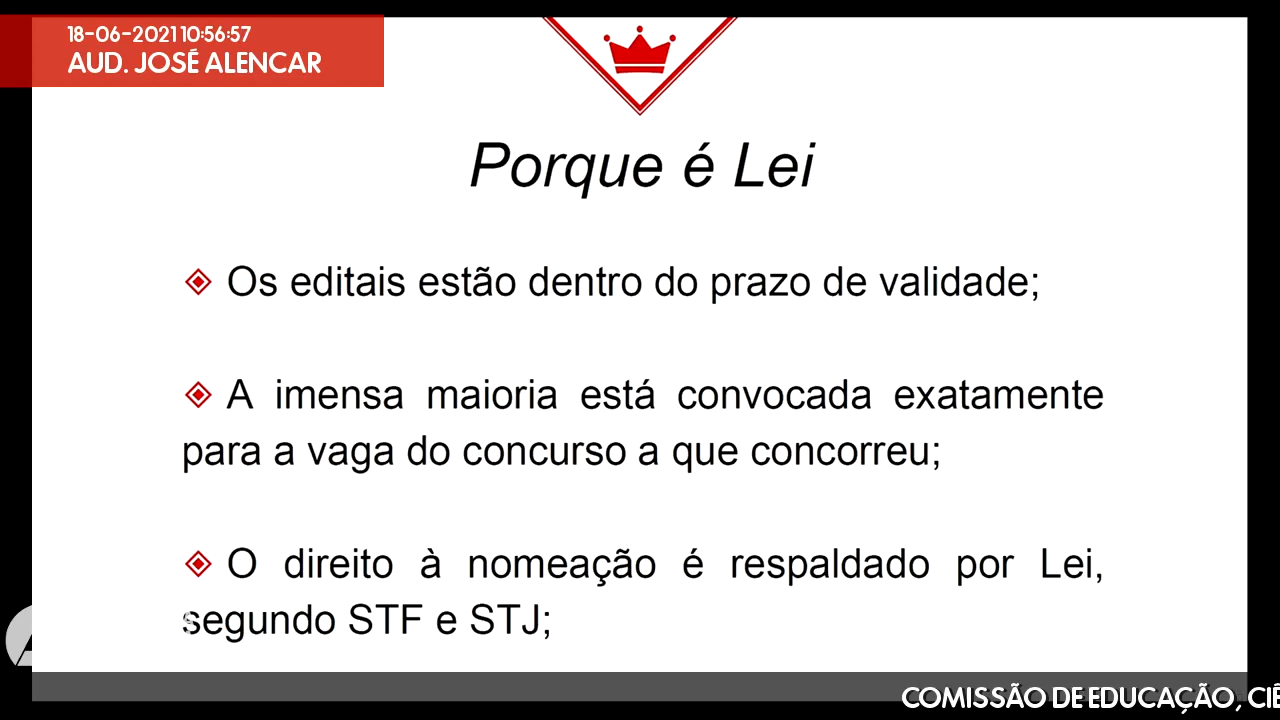 18-06-2021 10:56:57
AUD. JOSÉ ALENCAR
Porque é Lei
Os editais estão dentro do prazo de validade;
A imensa maioria está convocada exatamente
para a vaga do concurso a que concorreu;
O direito à nomeação é respaldado por Lei,
segundo STF e STJ;
COMISSÃO DE EDUCAÇÃO,